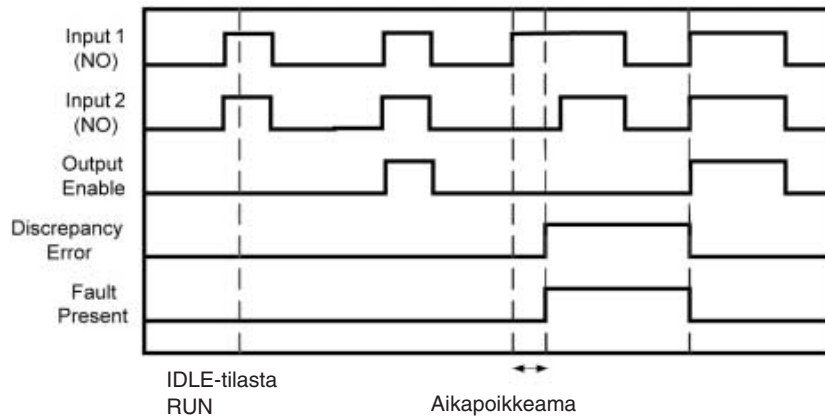 Input 1
(NO)
Input 2
(NO)
Output
Enable
Discrepancy
Error
Fault
Present
IDLE-tilasta
RUN
Aikapoikkeama